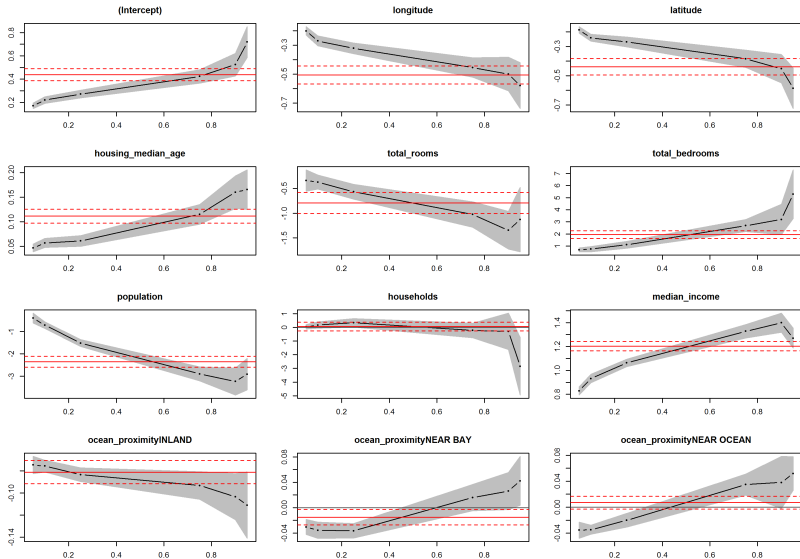 (Intercept)
0.2 0.4 0.6 0.8
0.2 0.4 0.6 0.8
longitude
-0.7 -0.5 -0.3
0.2 0.4 0.6 0.8
latitude
-0.7 -0.5 -0.3
0.2 0.4 0.6 0.8
housing_median_age
0.05 0.10 0.15 0.20
0.2 0.4 0.6 0.8
total_rooms
-1.5 -1.0 -0.5
0.2 0.4 0.6 0.8
total_bedrooms
1 2 3 4 5 6 7
0.2 0.4 0.6 0.8
population
-3 -2 -1
0.2 0.4 0.6 0.8
households
-5 -4 -3 -2 -1 0 1
0.2 0.4 0.6 0.8
median_income
0.8 1.0 1.2 1.4
0.2 0.4 0.6 0.8
ocean_proximityINLAND
-0.14 -0.10
0.2 0.4 0.6 0.8
ocean_proximityNEAR BAY
-0.04 0.00 0.04 0.08
0.2 0.4 0.6 0.8
ocean_proximityNEAR OCEAN
-0.04 0.00 0.04 0.08
0.2 0.4 0.6 0.8